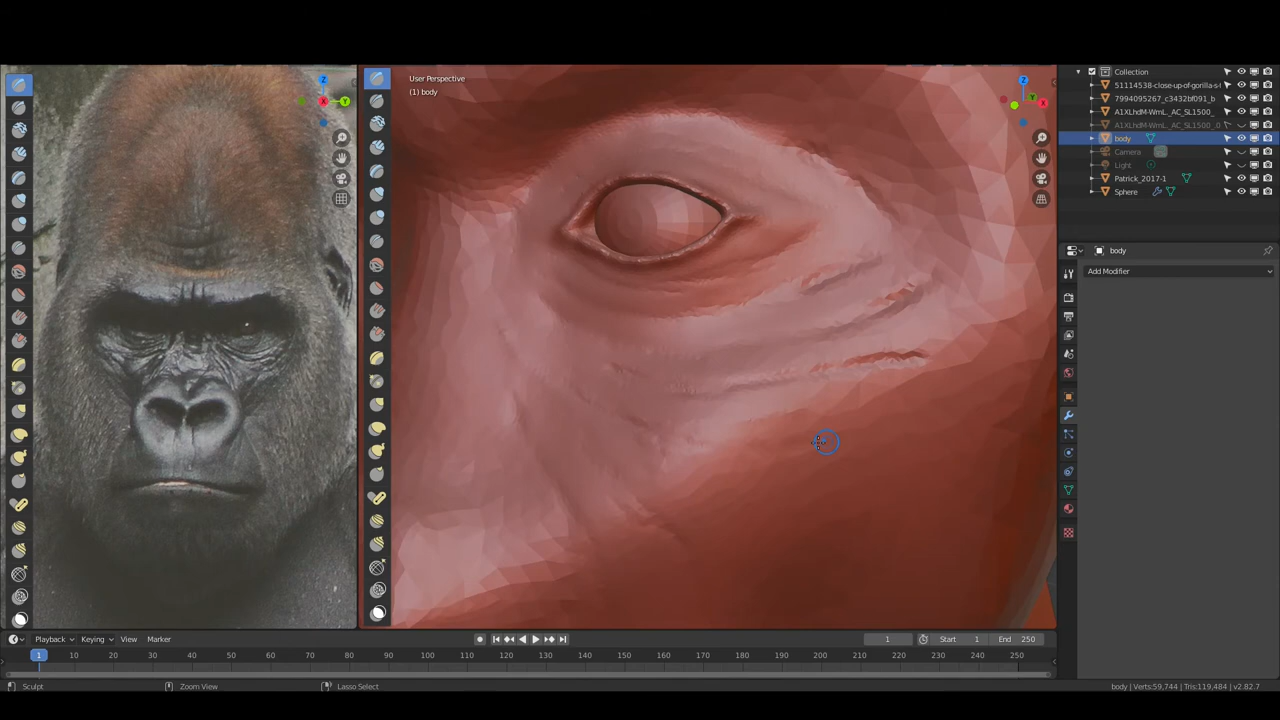 User Perspective
(1) body
Z
Y
X
Z
Y
X
Collection
51114538-close-up-of-gorilla-s-
7994095267_c3432bf091_b
A1XLhdM-WmL._AC_SL1500_
A1XLhdM-WmL._AC_SL1500_.0
body
Camera
Light
Patrick_2017-1
Sphere
body
Add Modifier
Playback Keying View Marker
1 Start 1 End 250
1 10 20 30 40 50 60 70 80 90 100 110 120 130 140 150 160 170 180 190 200 210 220 230 240 250
Sculpt Zoom View Lasso Select body | Verts:59,744 | Tris:119,484 | v2.82.7